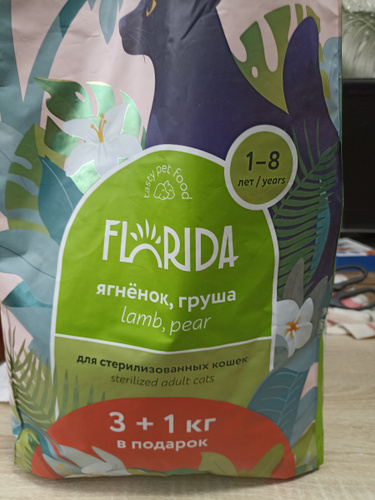 1–8
лет / years
tasty pet food
FLORIDA
ягнёнок, груша
lamb, pear
для стерилизованных кошек
sterilized adult cats
3 + 1 кг
в подарок